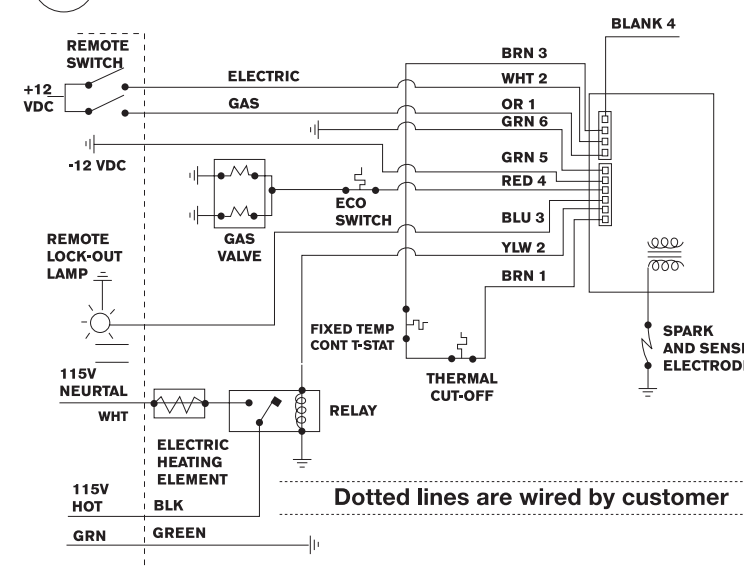 BLANK 4
REMOTE
SWITCH
BRN 3
ELECTRIC
WHT 2
+12
VDC
GAS
OR 1
GRN 6
-12 VDC
GRN 5
RED 4
ECO
SWITCH
BLU 3
GAS
VALVE
REMOTE
LOCK-OUT
LAMP
YLW 2
BRN 1
FIXED TEMP
CONT T-STAT
SPARK
AND SENSE
ELECTROD
THERMAL
CUT-OFF
115V
NEURTAL
WHT
RELAY
ELECTRIC
HEATING
ELEMENT
115V
HOT
BLK
Dotted lines are wired by customer
GRN
GREEN